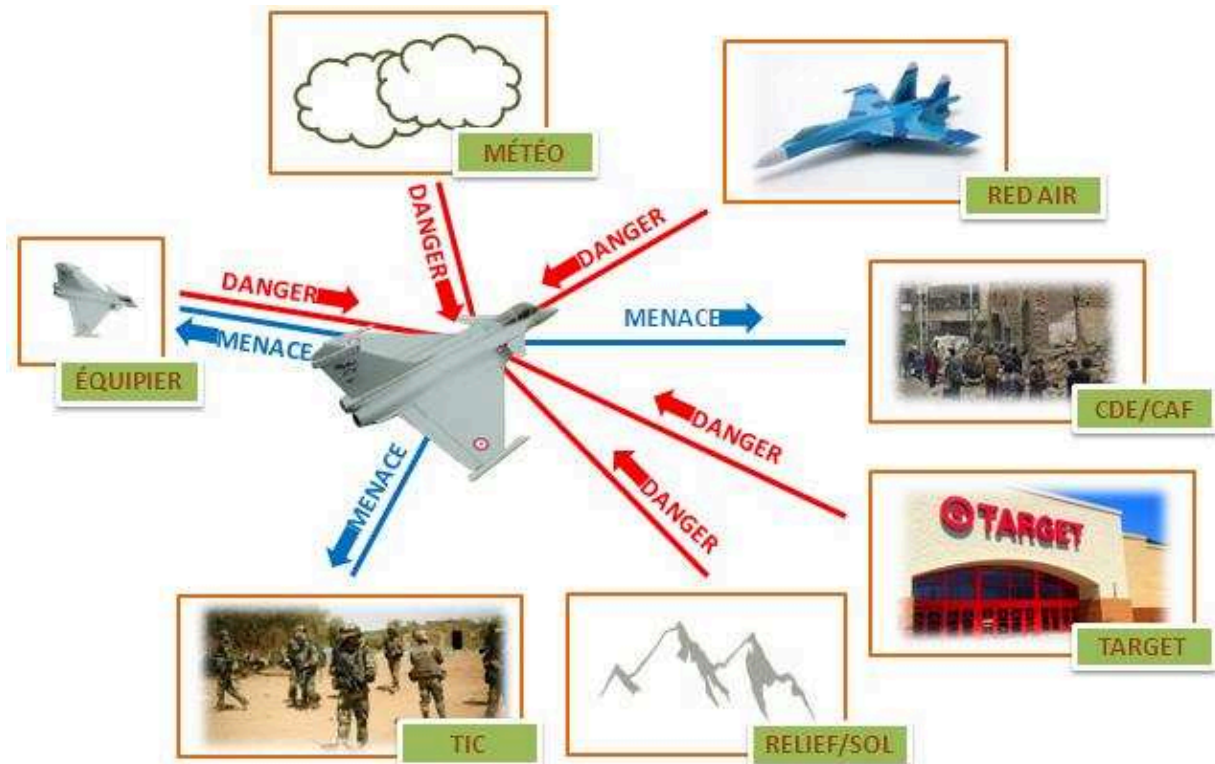 MÉTÉO
RED AIR
DANGER
DANGER
DANGER
MENACE
ÉQUIPIER
MENACE
CDE/CAF
DANGER
MENACE
DANGER
TARGET
TARGET
TIC
RELIEF/SOL